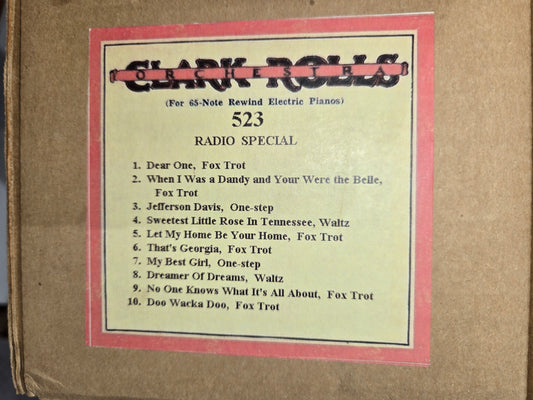 CLARK ROLLS
ORCHESTRA
(For 65-Note Rewind Electric Pianos)
523
RADIO SPECIAL
1. Dear One, Fox Trot
2. When I Was a Dandy and Your Were the Belle,
Fox Trot
3. Jefferson Davis, One-step
4. Sweetest Little Rose In Tennessee, Waltz
5. Let My Home Be Your Home, Fox Trot
6. That's Georgia, Fox Trot
7. My Best Girl, One-step
8. Dreamer Of Dreams, Waltz
9. No One Knows What It's All About, Fox Trot
10. Doo Wacka Doo, Fox Trot